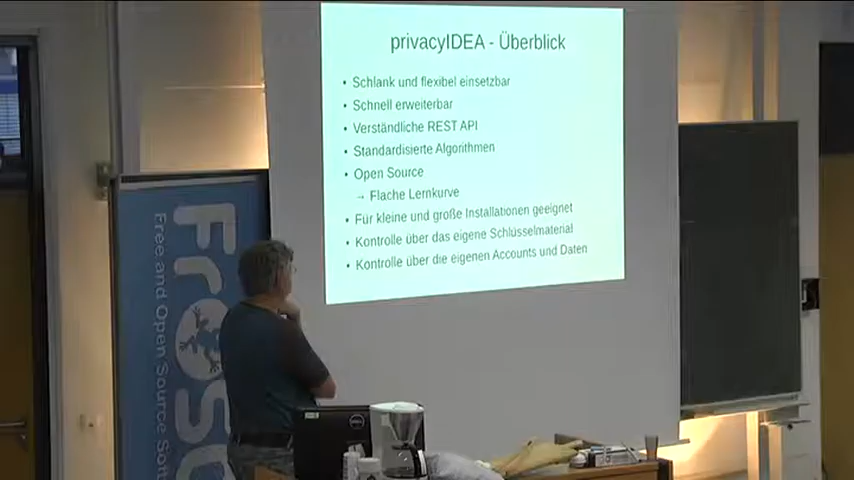 privacyIDEA - Überblick
• Schlank und flexibel einsetzbar
• Schnell erweiterbar
• Verständliche REST API
• Standardisierte Algorithmen
• Open Source
→ Flache Lernkurve
• Für kleine und große Installationen geeignet
• Kontrolle über das eigene Schlüsselmaterial
• Kontrolle über die eigenen Accounts und Daten
FrOSC
Free and Open Source
DELL